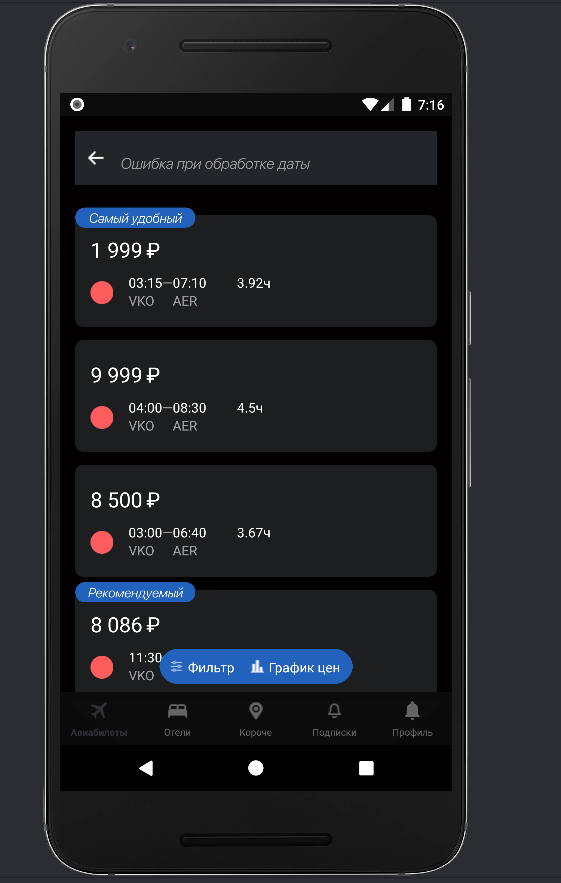 7:16
Ошибка при обработке даты
Самый удобный
1 999 ₽
03:15—07:10 3.92ч
VKO AER
9 999 ₽
04:00—08:30 4.5ч
VKO AER
8 500 ₽
03:00—06:40 3.67ч
VKO AER
Рекомендуемый
8 086 ₽
11:30
VKO
Фильтр График цен
Авиабилеты Отели Короче Подписки Профиль